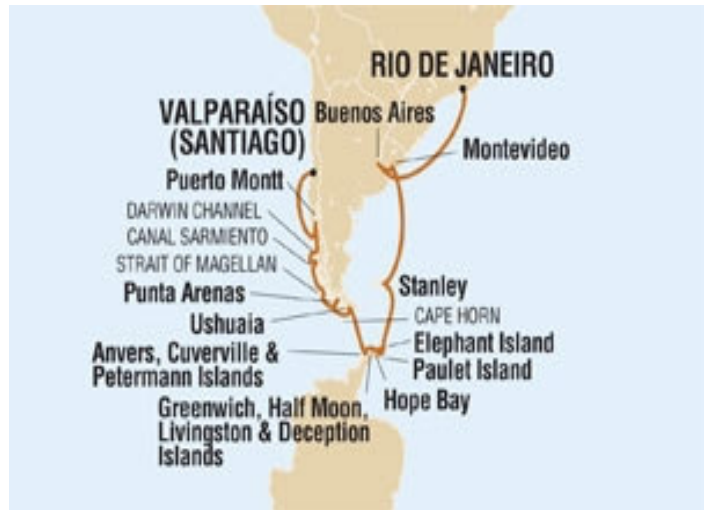 RIO DE JANEIRO
VALPARAÍSO
(SANTIAGO)
Buenos Aires
Montevideo
Puerto Montt
DARWIN CHANNEL
CANAL SARMIENTO
STRAIT OF MAGELLAN
Punta Arenas
Stanley
Ushuaia
CAPE HORN
Anvers, Cuverville &
Petermann Islands
Elephant Island
Paulet Island
Greenwich, Half Moon,
Livingston & Deception
Islands
Hope Bay